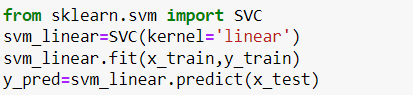 from sklearn.svm import SVC
svm_linear=SVC(kernel='linear')
svm_linear.fit(x_train,y_train)
y_pred=svm_linear.predict(x_test)